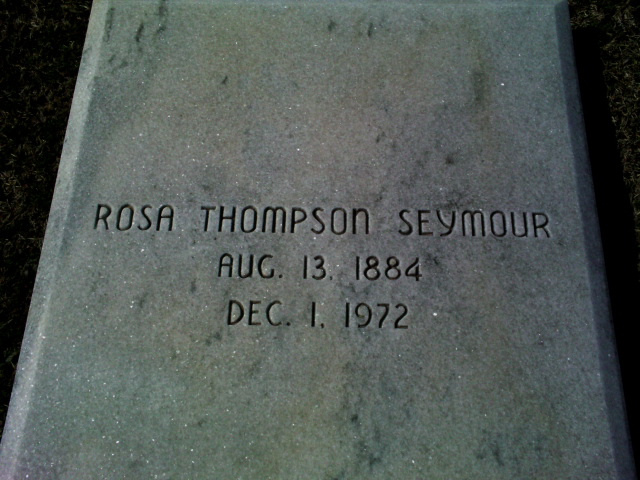 ROSA THOMPSON SEYMOUR
AUG. 13. 1884
DEC. 1. 1972